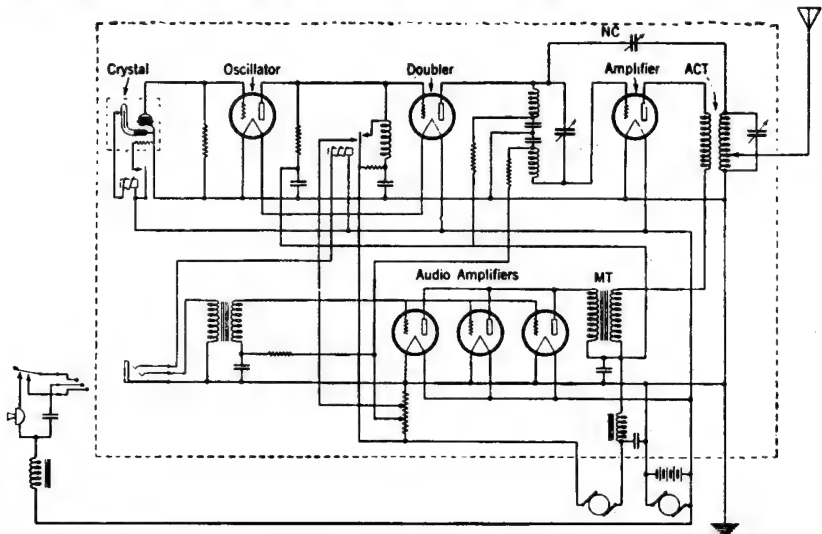 NC
Crystal
Oscillator
Doubler
Amplifier
ACT
Audio Amplifiers
MT